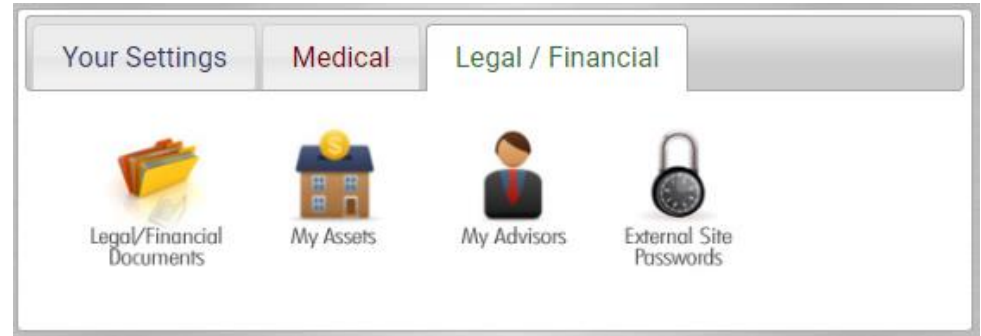 Your Settings
Medical
Legal / Financial
Legal/Financial
Documents
My Assets
My Advisors
External Site
Passwords